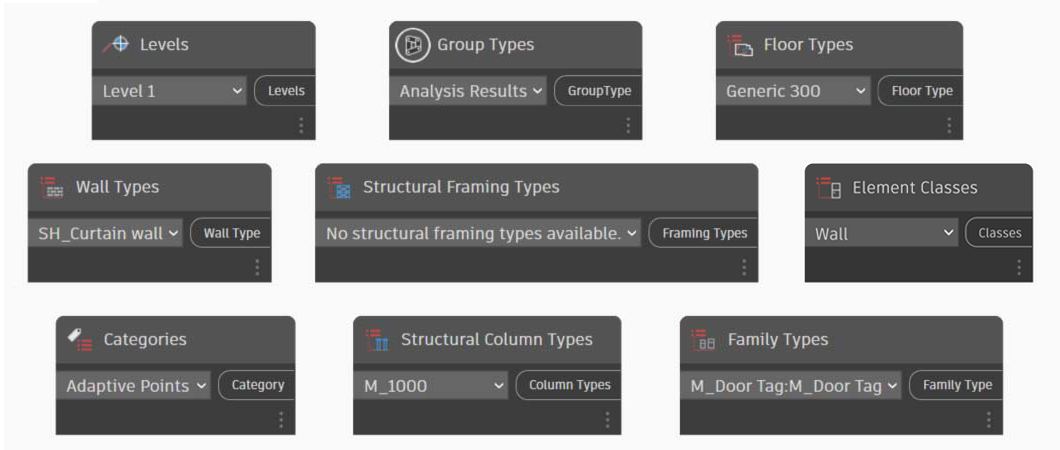 Levels
Level 1 Levels
Group Types
Analysis Results GroupType
Floor Types
Generic 300 Floor Type
Wall Types
SH_Curtain wall Wall Type
Structural Framing Types
No structural framing types available. Framing Types
Element Classes
Wall Classes
Categories
Adaptive Points Category
Structural Column Types
M_1000 Column Types
Family Types
M_Door Tag:M_Door Tag Family Type